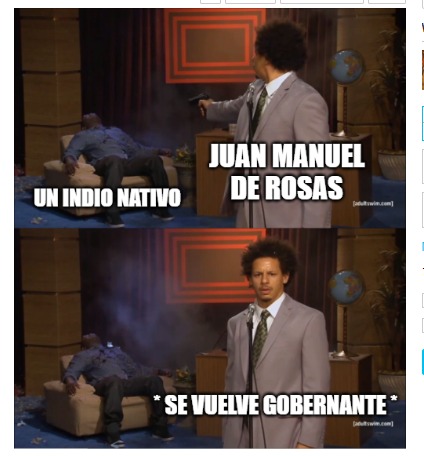 UN INDIO NATIVO
JUAN MANUEL
DE ROSAS
[adultswim.com]
* SE VUELVE GOBERNANTE *
[adultswim.com]